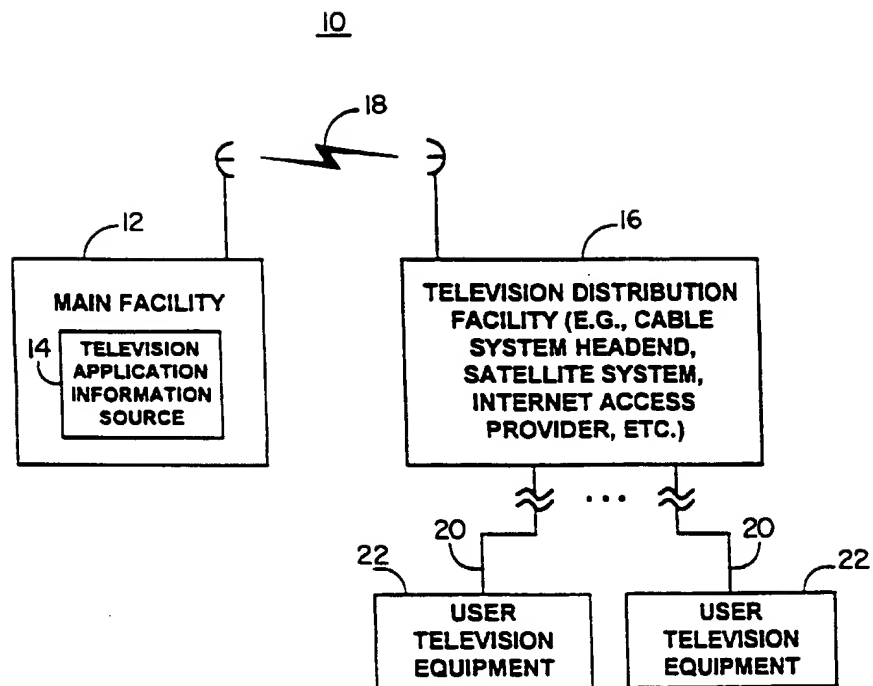 10
18
12
16
MAIN FACILITY
14
TELEVISION
APPLICATION
INFORMATION
SOURCE
TELEVISION DISTRIBUTION
FACILITY (E.G., CABLE
SYSTEM HEADEND,
SATELLITE SYSTEM,
INTERNET ACCESS
PROVIDER, ETC.)
...
20
20
22
USER
TELEVISION
EQUIPMENT
22
USER
TELEVISION
EQUIPMENT